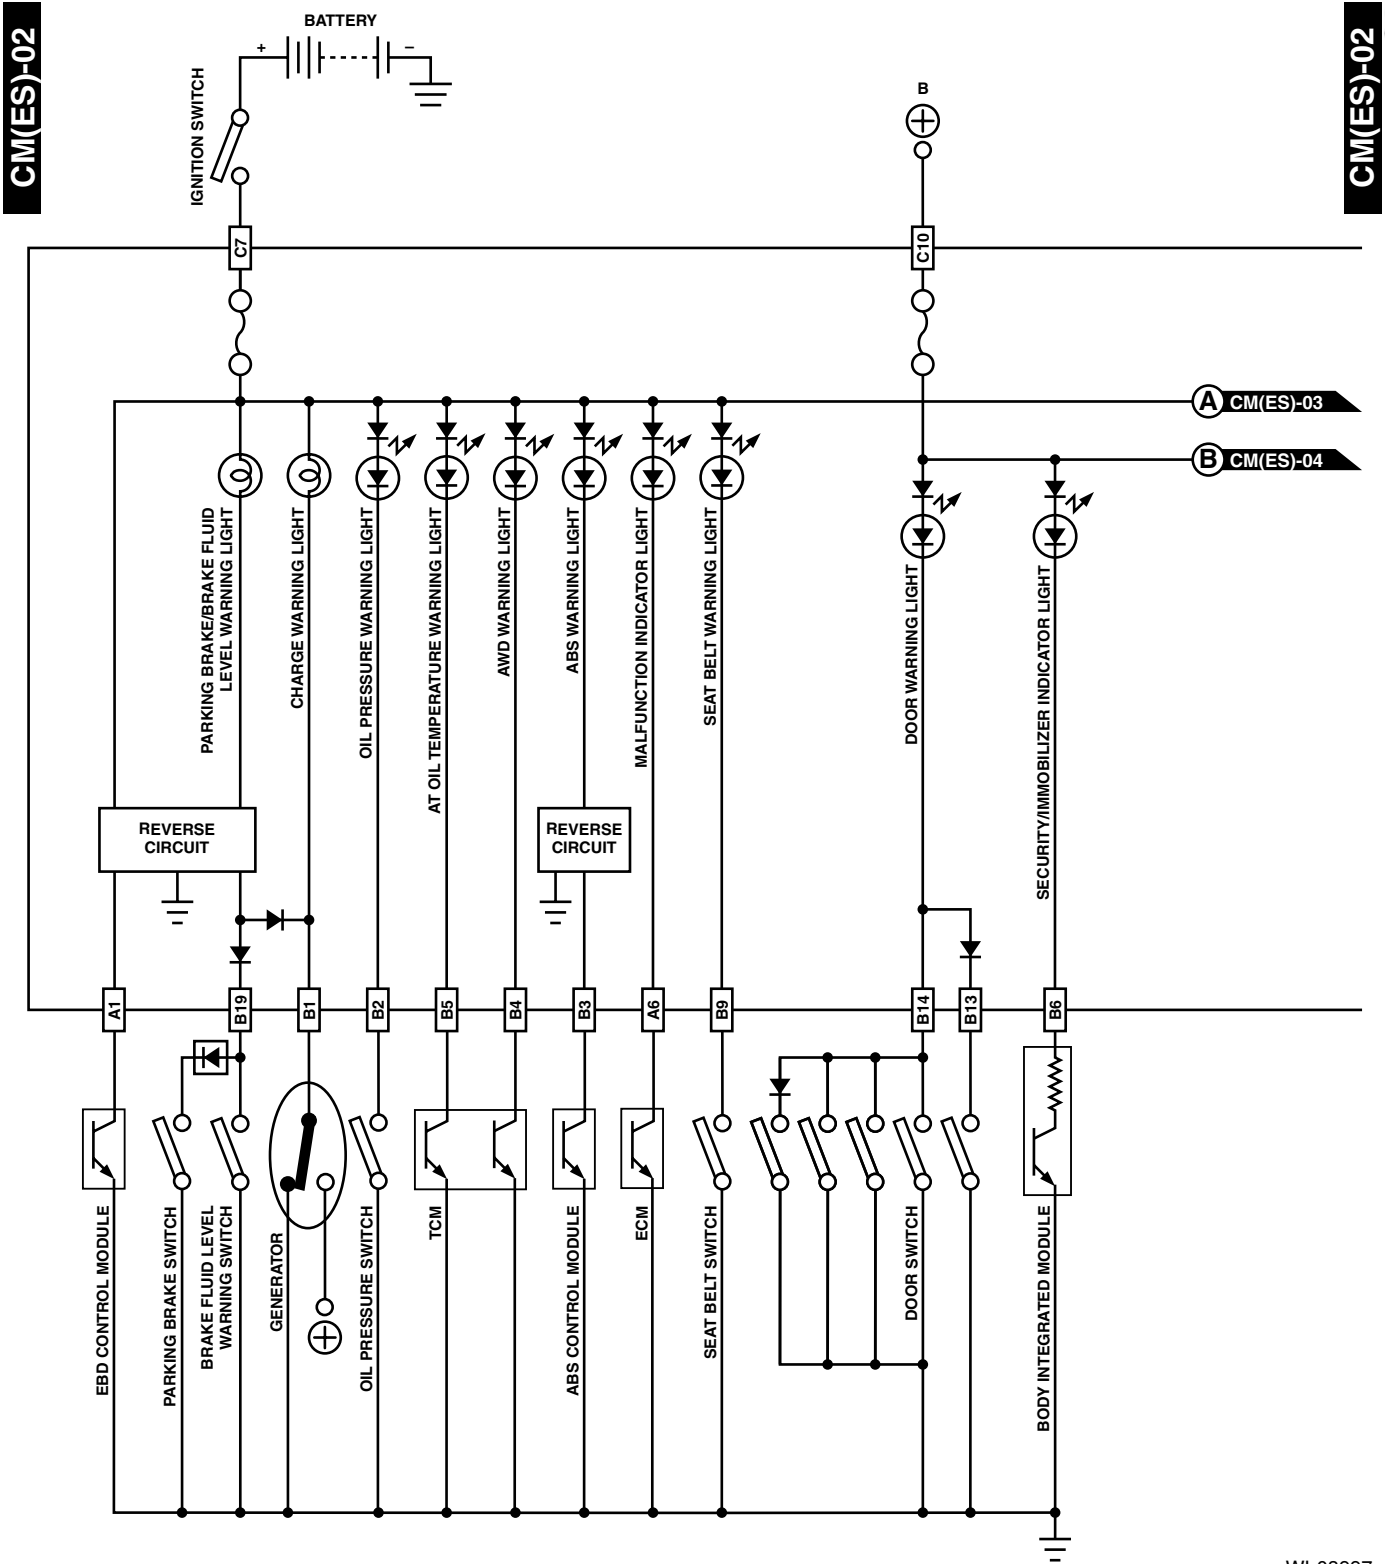 CM(ES)-02
CM(ES)-02
BATTERY
+
–
IGNITION SWITCH
B
C7
C10
A
CM(ES)-03
B
CM(ES)-04
PARKING BRAKE/BRAKE FLUID
LEVEL WARNING LIGHT
CHARGE WARNING LIGHT
OIL PRESSURE WARNING LIGHT
AT OIL TEMPERATURE WARNING LIGHT
AWD WARNING LIGHT
ABS WARNING LIGHT
MALFUNCTION INDICATOR LIGHT
SEAT BELT WARNING LIGHT
DOOR WARNING LIGHT
SECURITY/IMMOBILIZER INDICATOR LIGHT
REVERSE
CIRCUIT
REVERSE
CIRCUIT
A1
B19
B1
B2
B5
B4
B3
A6
B9
B14
B13
B6
EBD CONTROL MODULE
PARKING BRAKE SWITCH
BRAKE FLUID LEVEL
WARNING SWITCH
GENERATOR
OIL PRESSURE SWITCH
TCM
ABS CONTROL MODULE
ECM
SEAT BELT SWITCH
DOOR SWITCH
BODY INTEGRATED MODULE